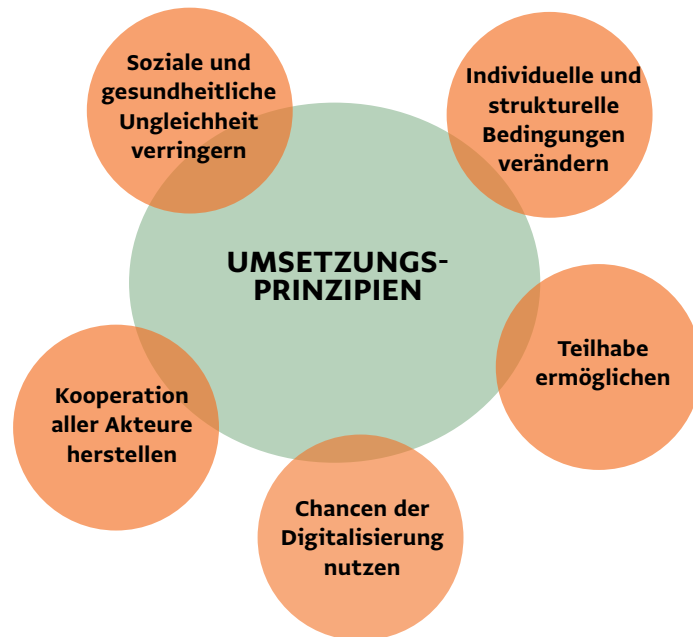 Soziale und
gesundheitliche
Ungleichheit
verringern
Individuelle und
strukturelle
Bedingungen
verändern
UMSETZUNGS-
PRINZIPIEN
Teilhabe
ermöglichen
Kooperation
aller Akteure
herstellen
Chancen der
Digitalisierung
nutzen